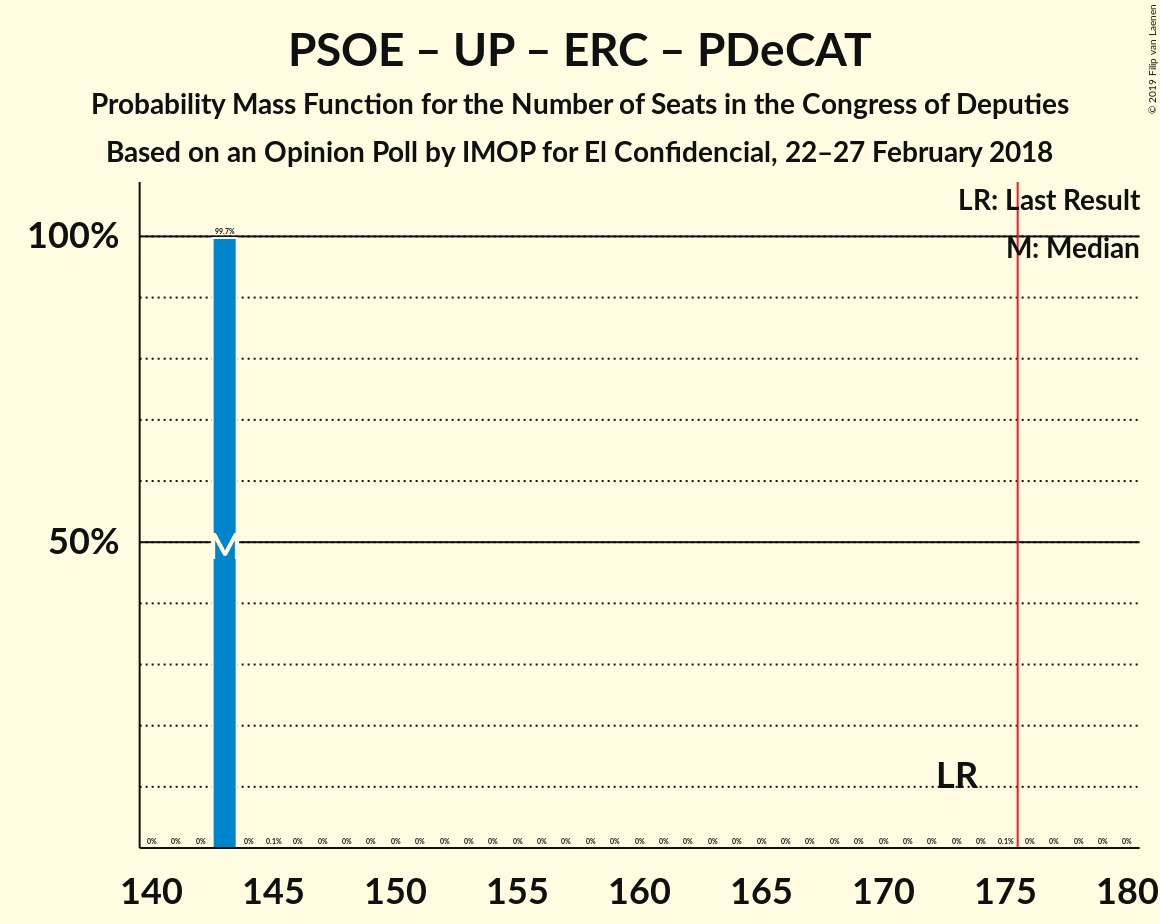 PSOE – UP – ERC – PDeCAT
Probability Mass Function for the Number of Seats in the Congress of Deputies
Based on an Opinion Poll by IMOP for El Confidencial, 22–27 February 2018
© 2019 Filip van Laenen
LR: Last Result
M: Median
100%
50%
99.7%
M
LR
0% 0% 0% 0% 0.1% 0% 0% 0% 0% 0% 0% 0% 0% 0% 0% 0% 0% 0% 0% 0% 0% 0% 0% 0% 0% 0% 0% 0% 0% 0% 0% 0% 0% 0% 0.1% 0% 0% 0% 0% 0%
140 145 150 155 160 165 170 175 180